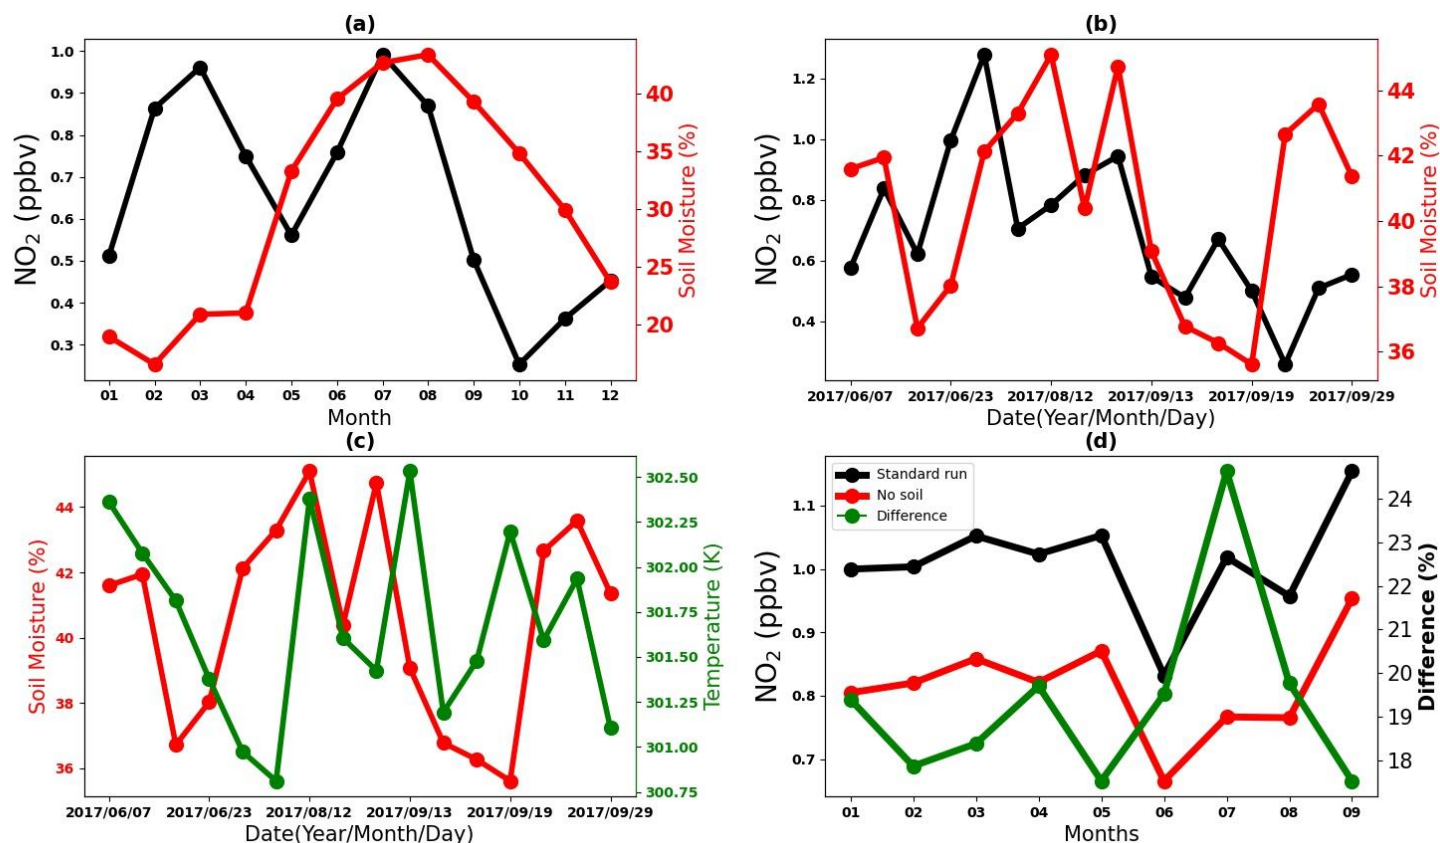 (a)
1.0
0.9
0.8
0.7
0.6
0.5
0.4
0.3
NO₂ (ppbv)
40
35
30
25
20
Soil Moisture (%)
01 02 03 04 05 06 07 08 09 10 11 12
Month
(b)
1.2
1.0
0.8
0.6
0.4
NO₂ (ppbv)
44
42
40
38
36
Soil Moisture (%)
2017/06/07 2017/06/23 2017/08/12 2017/09/13 2017/09/19 2017/09/29
Date(Year/Month/Day)
(c)
44
42
40
38
36
Soil Moisture (%)
302.50
302.25
302.00
301.75
301.50
301.25
301.00
300.75
Temperature (K)
2017/06/07 2017/06/23 2017/08/12 2017/09/13 2017/09/19 2017/09/29
Date(Year/Month/Day)
(d)
Standard run
No soil
Difference
1.1
1.0
0.9
0.8
0.7
NO₂ (ppbv)
24
23
22
21
20
19
18
Difference (%)
01 02 03 04 05 06 07 08 09
Months